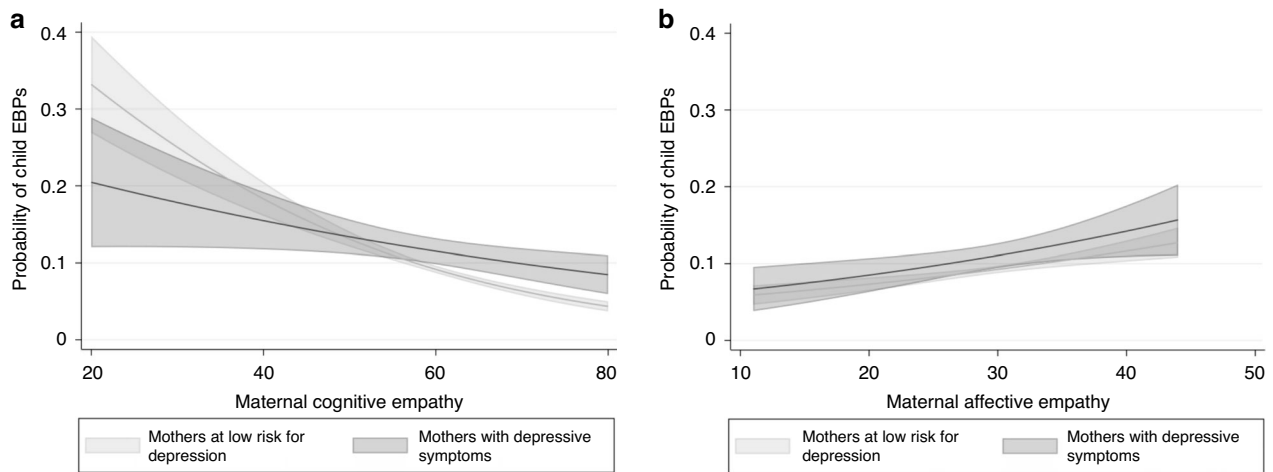 a
Probability of child EBPs
0.4
0.3
0.2
0.1
0
20
40
60
80
Maternal cognitive empathy
Mothers at low risk for
depression
Mothers with depressive
symptoms
b
Probability of child EBPs
0.4
0.3
0.2
0.1
0
10
20
30
40
50
Maternal affective empathy
Mothers at low risk for
depression
Mothers with depressive
symptoms